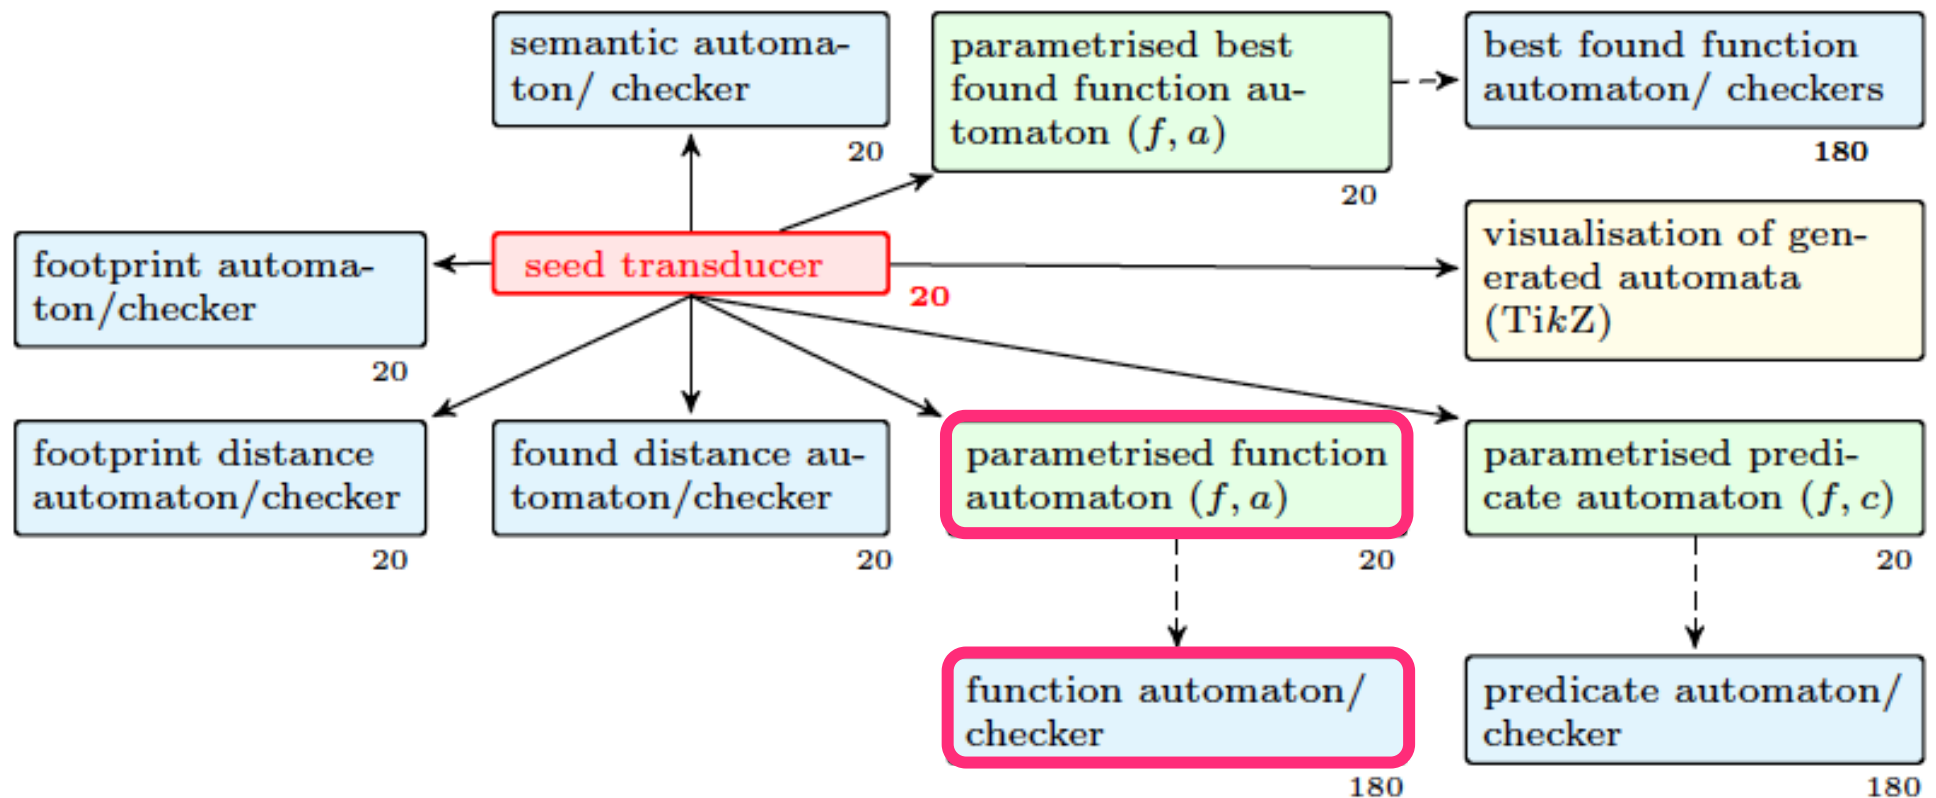 semantic automa-
ton/ checker
20
parametrised best
found function au-
tomaton (f, a)
20
best found function
automaton/ checkers
180
footprint automa-
ton/checker
20
seed transducer
20
visualisation of gen-
erated automata
(TikZ)
footprint distance
automaton/checker
20
found distance au-
tomaton/checker
20
parametrised function
automaton (f, a)
20
parametrised predi-
cate automaton (f, c)
20
function automaton/
checker
180
predicate automaton/
checker
180